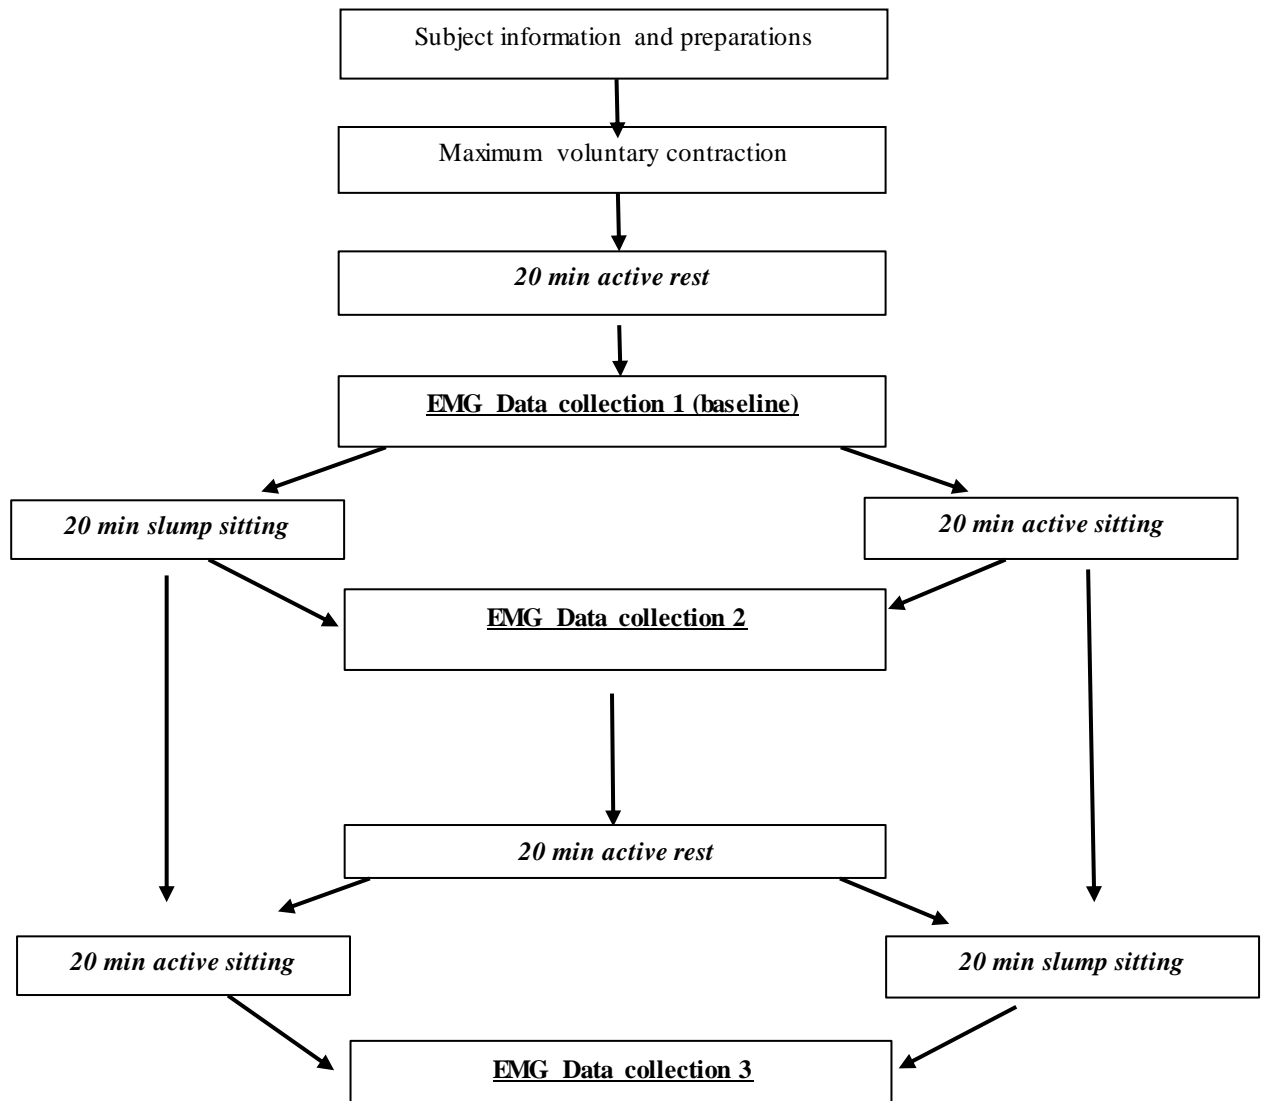 Subject information and preparations
Maximum voluntary contraction
20 min active rest
EMG Data collection 1 (baseline)
20 min slump sitting
20 min active sitting
EMG Data collection 2
20 min active rest
20 min active sitting
20 min slump sitting
EMG Data collection 3